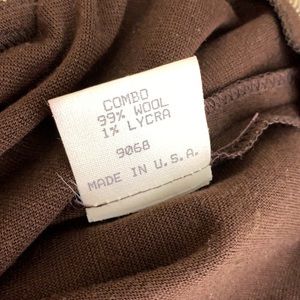 COMBO
99% WOOL
1% LYCRA
9068
MADE IN U.S.A.